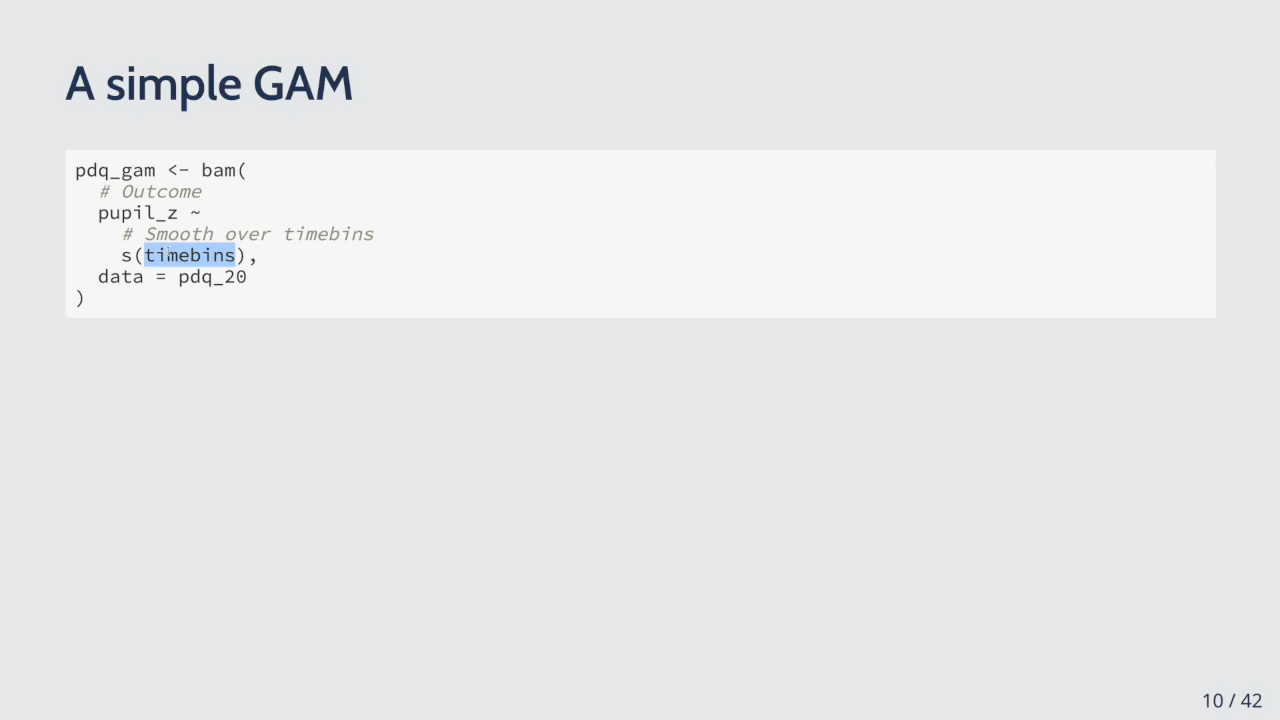 A simple GAM
pdq_gam <- bam(
  # Outcome
  pupil_z ~
    # Smooth over timebins
    s(timebins),
  data = pdq_20
)
10 / 42